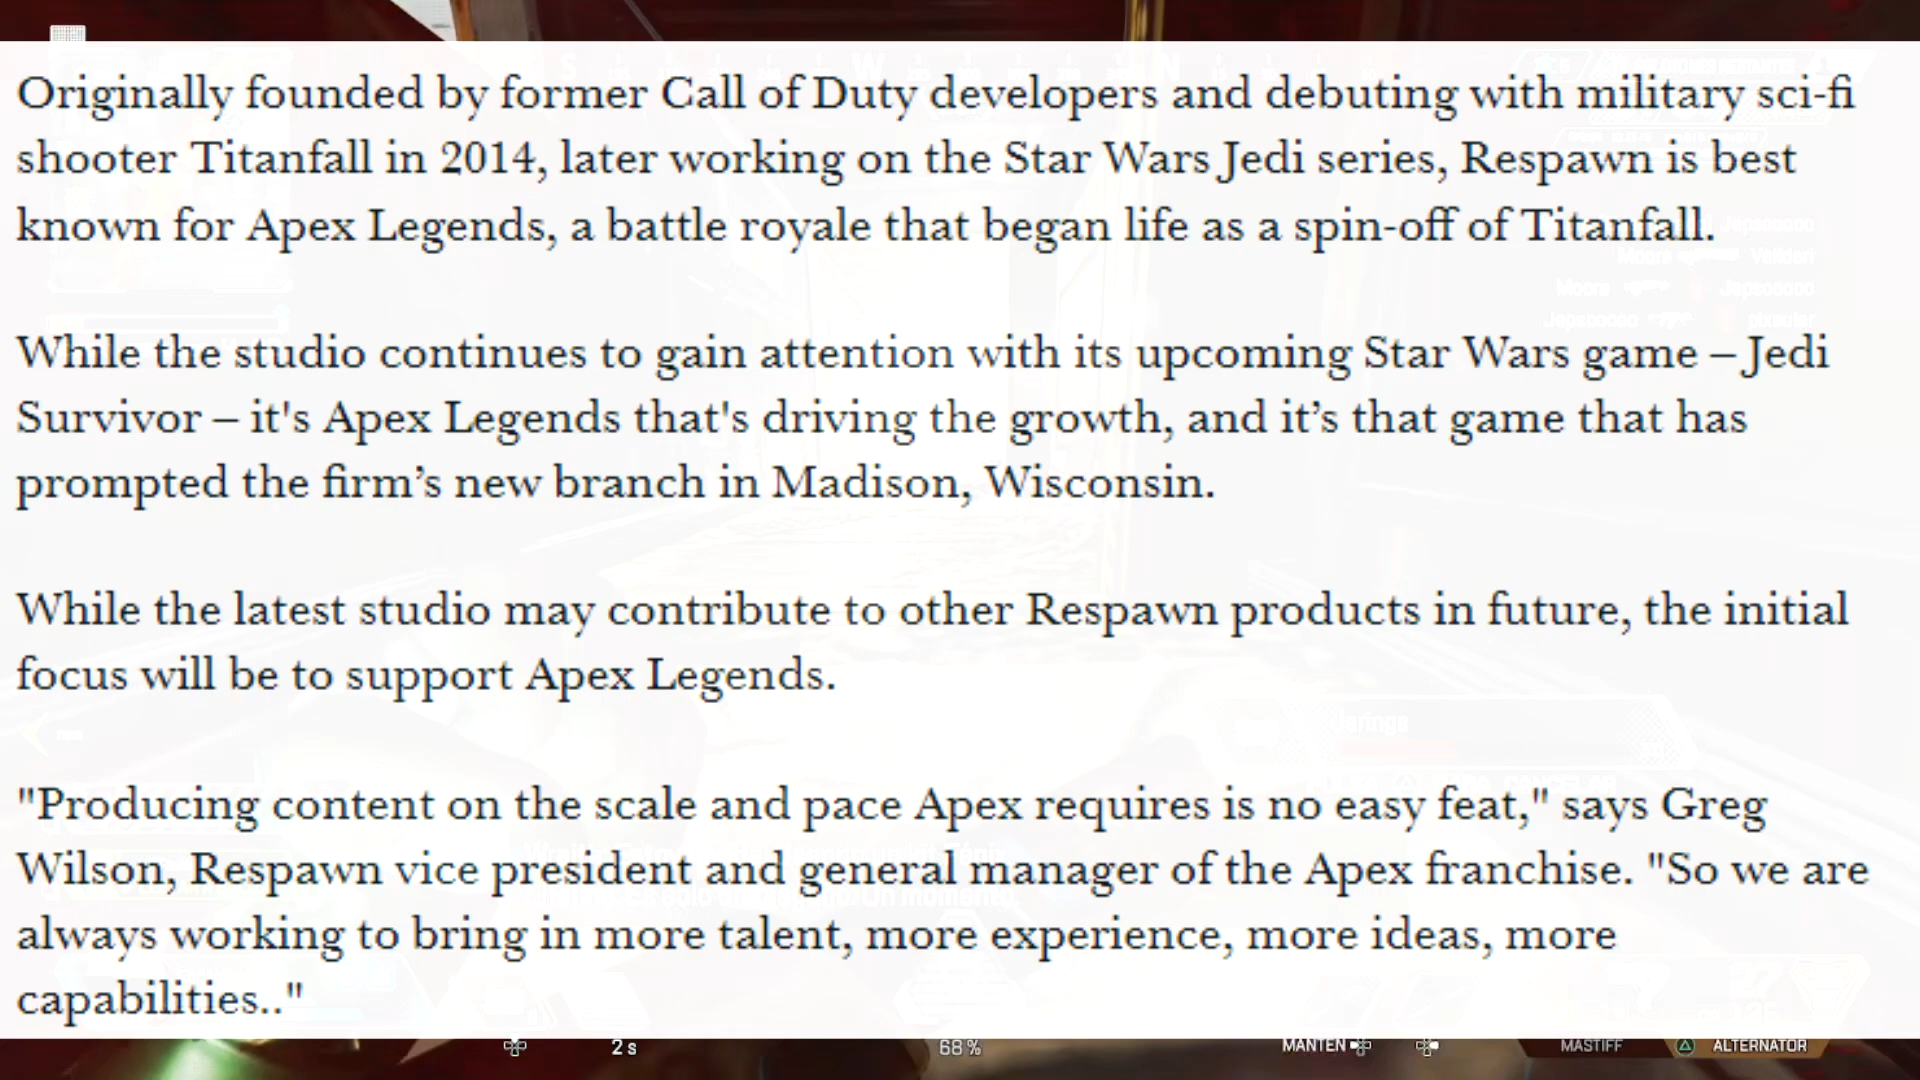 Originally founded by former Call of Duty developers and debuting with military sci-fi
shooter Titanfall in 2014, later working on the Star Wars Jedi series, Respawn is best
known for Apex Legends, a battle royale that began life as a spin-off of Titanfall.
Jepsooooo
Moore
Moore Jepsooooo
Jepsooooo
While the studio continues to gain attention with its upcoming Star Wars game – Jedi
Survivor – it's Apex Legends that's driving the growth, and it’s that game that has
prompted the firm’s new branch in Madison, Wisconsin.
While the latest studio may contribute to other Respawn products in future, the initial
focus will be to support Apex Legends.
"Producing content on the scale and pace Apex requires is no easy feat," says Greg
Wilson, Respawn vice president and general manager of the Apex franchise. "So we are
always working to bring in more talent, more experience, more ideas, more
capabilities.."
2 s
68 %
MANTEN
MASTIFF
ALTERNATOR